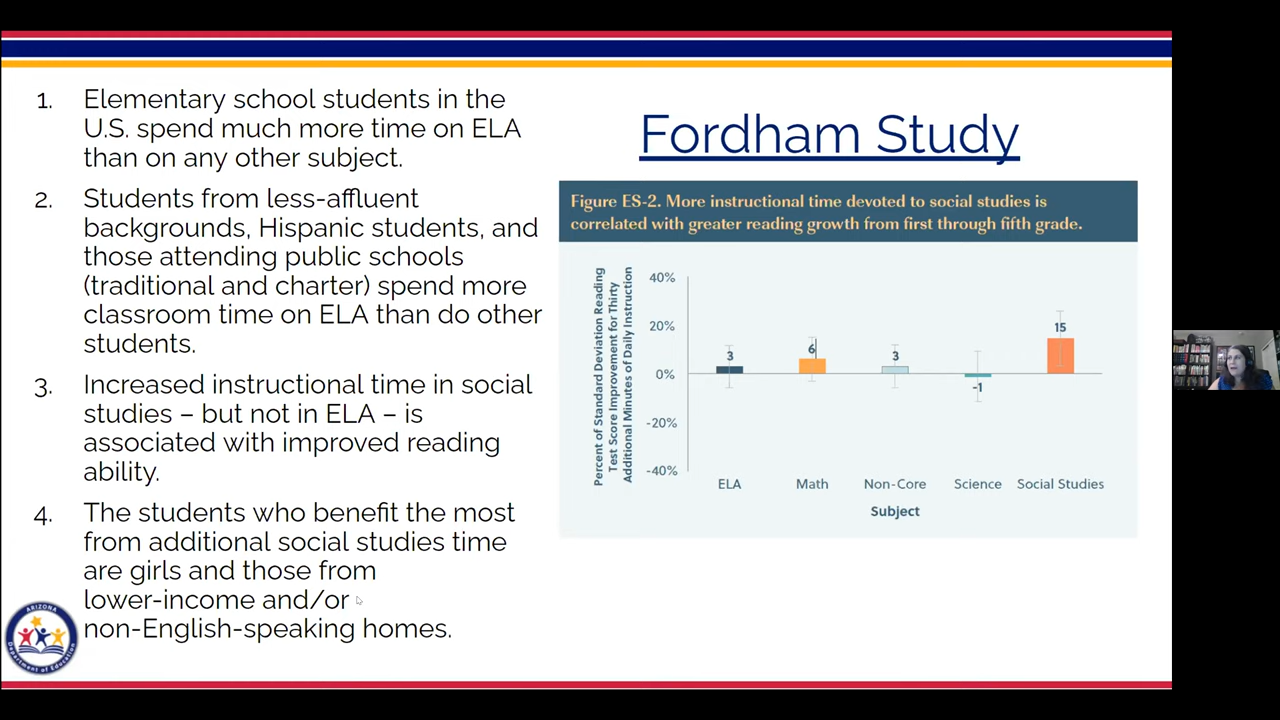 1. Elementary school students in the
U.S. spend much more time on ELA
than on any other subject.
2. Students from less-affluent
backgrounds, Hispanic students, and
those attending public schools
(traditional and charter) spend more
classroom time on ELA than do other
students.
3. Increased instructional time in social
studies – but not in ELA – is
associated with improved reading
ability.
4. The students who benefit the most
from additional social studies time
are girls and those from
lower-income and/or
non-English-speaking homes.
ARIZONA
Department of Education
Fordham Study
Figure ES-2. More instructional time devoted to social studies is
correlated with greater reading growth from first through fifth grade.
Percent of Standard Deviation Reading
Test Score Improvement for Thirty
Additional Minutes of Daily Instruction
40%
20%
0%
-20%
-40%
3
6
3
-1
15
ELA Math Non-Core Science Social Studies
Subject